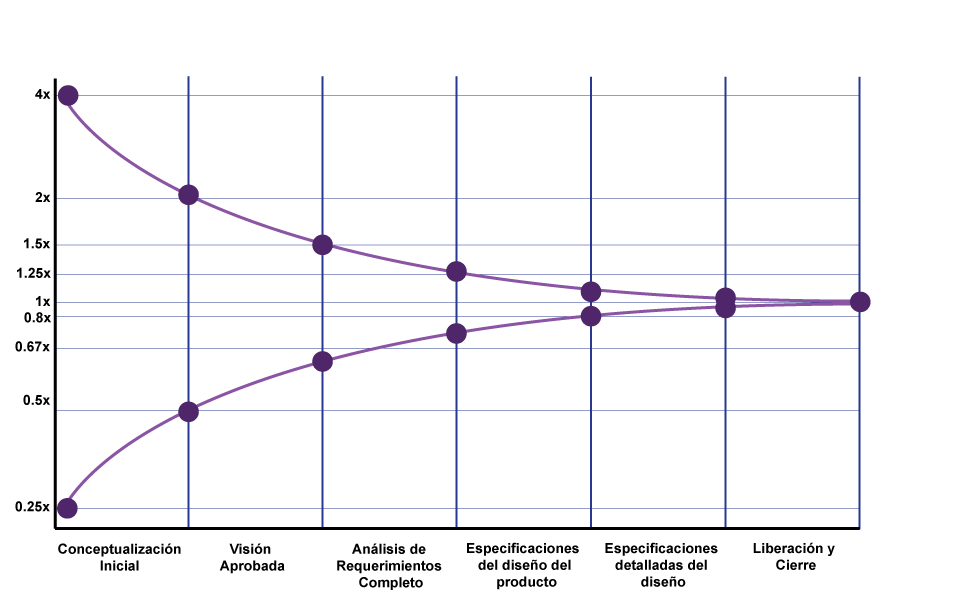 4x
2x
1.5x
1.25x
1x
0.8x
0.67x
0.5x
0.25x
Conceptualización
Inicial
Visión
Aprobada
Análisis de
Requerimientos
Completo
Especificaciones
del diseño del
producto
Especificaciones
detalladas del
diseño
Liberación y
Cierre